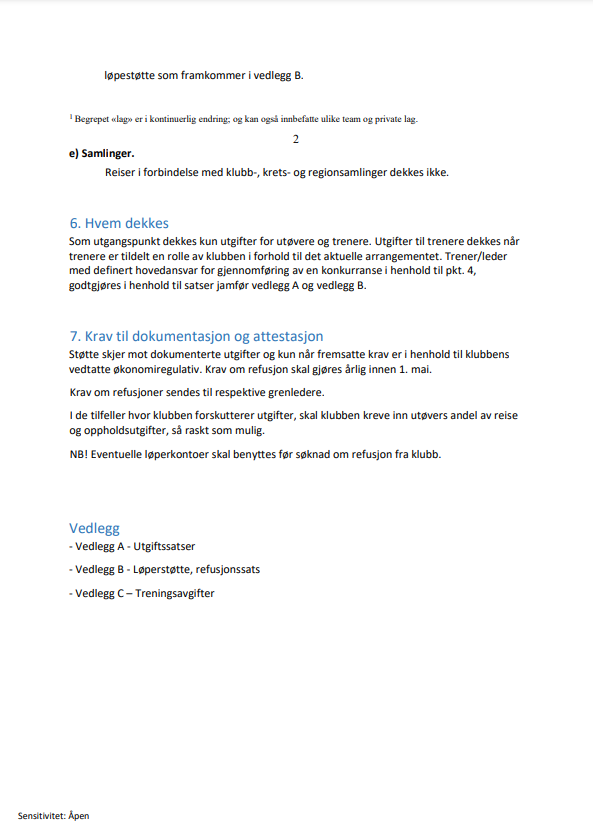 løpestøtte som framkommer i vedlegg B.
1 Begrepet «lag» er i kontinuerlig endring; og kan også innbefatte ulike team og private lag.
2
e) Samlinger.
Reiser i forbindelse med klubb-, krets- og regionsamlinger dekkes ikke.
6. Hvem dekkes
Som utgangspunkt dekkes kun utgifter for utøvere og trenere. Utgifter til trenere dekkes når
trenere er tildelt en rolle av klubben i forhold til det aktuelle arrangementet. Trener/leder
med definert hovedansvar for gjennomføring av en konkurranse i henhold til pkt. 4,
godtgjøres i henhold til satser jamfør vedlegg A og vedlegg B.
7. Krav til dokumentasjon og attestasjon
Støtte skjer mot dokumenterte utgifter og kun når fremsatte krav er i henhold til klubbens
vedtatte økonomiregulativ. Krav om refusjon skal gjøres årlig innen 1. mai.
Krav om refusjoner sendes til respektive grenledere.
I de tilfeller hvor klubben forskutterer utgifter, skal klubben kreve inn utøvers andel av reise
og oppholdsutgifter, så raskt som mulig.
NB! Eventuelle løperkontoer skal benyttes før søknad om refusjon fra klubb.
Vedlegg
- Vedlegg A - Utgiftssatser
- Vedlegg B - Løperstøtte, refusjonssats
- Vedlegg C – Treningsavgifter
Sensitivitet: Åpen